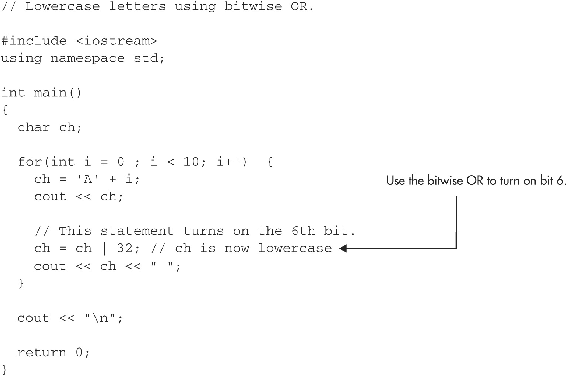 // Lowercase letters using bitwise OR.
#include <iostream>
using namespace std;
int main()
{
char ch;
for(int i = 0 ; i < 10; i+ ) {
ch = 'A' + i;
cout << ch;
Use the bitwise OR to turn on bit 6.
// This statement turns on the 6th bit.
ch = ch | 32; // ch is now lowercase
cout << ch << " ";
}
cout << "\n";
return 0;
}